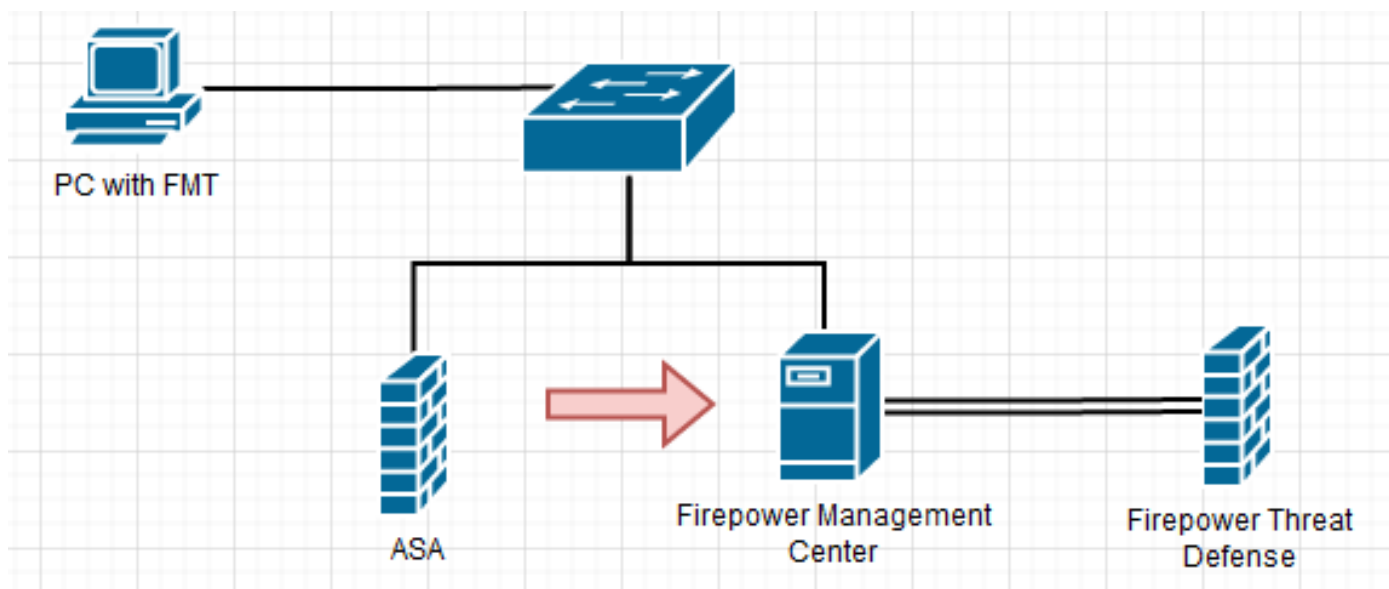 PC with FMT
ASA
Firepower Management
Center
Firepower Threat
Defense